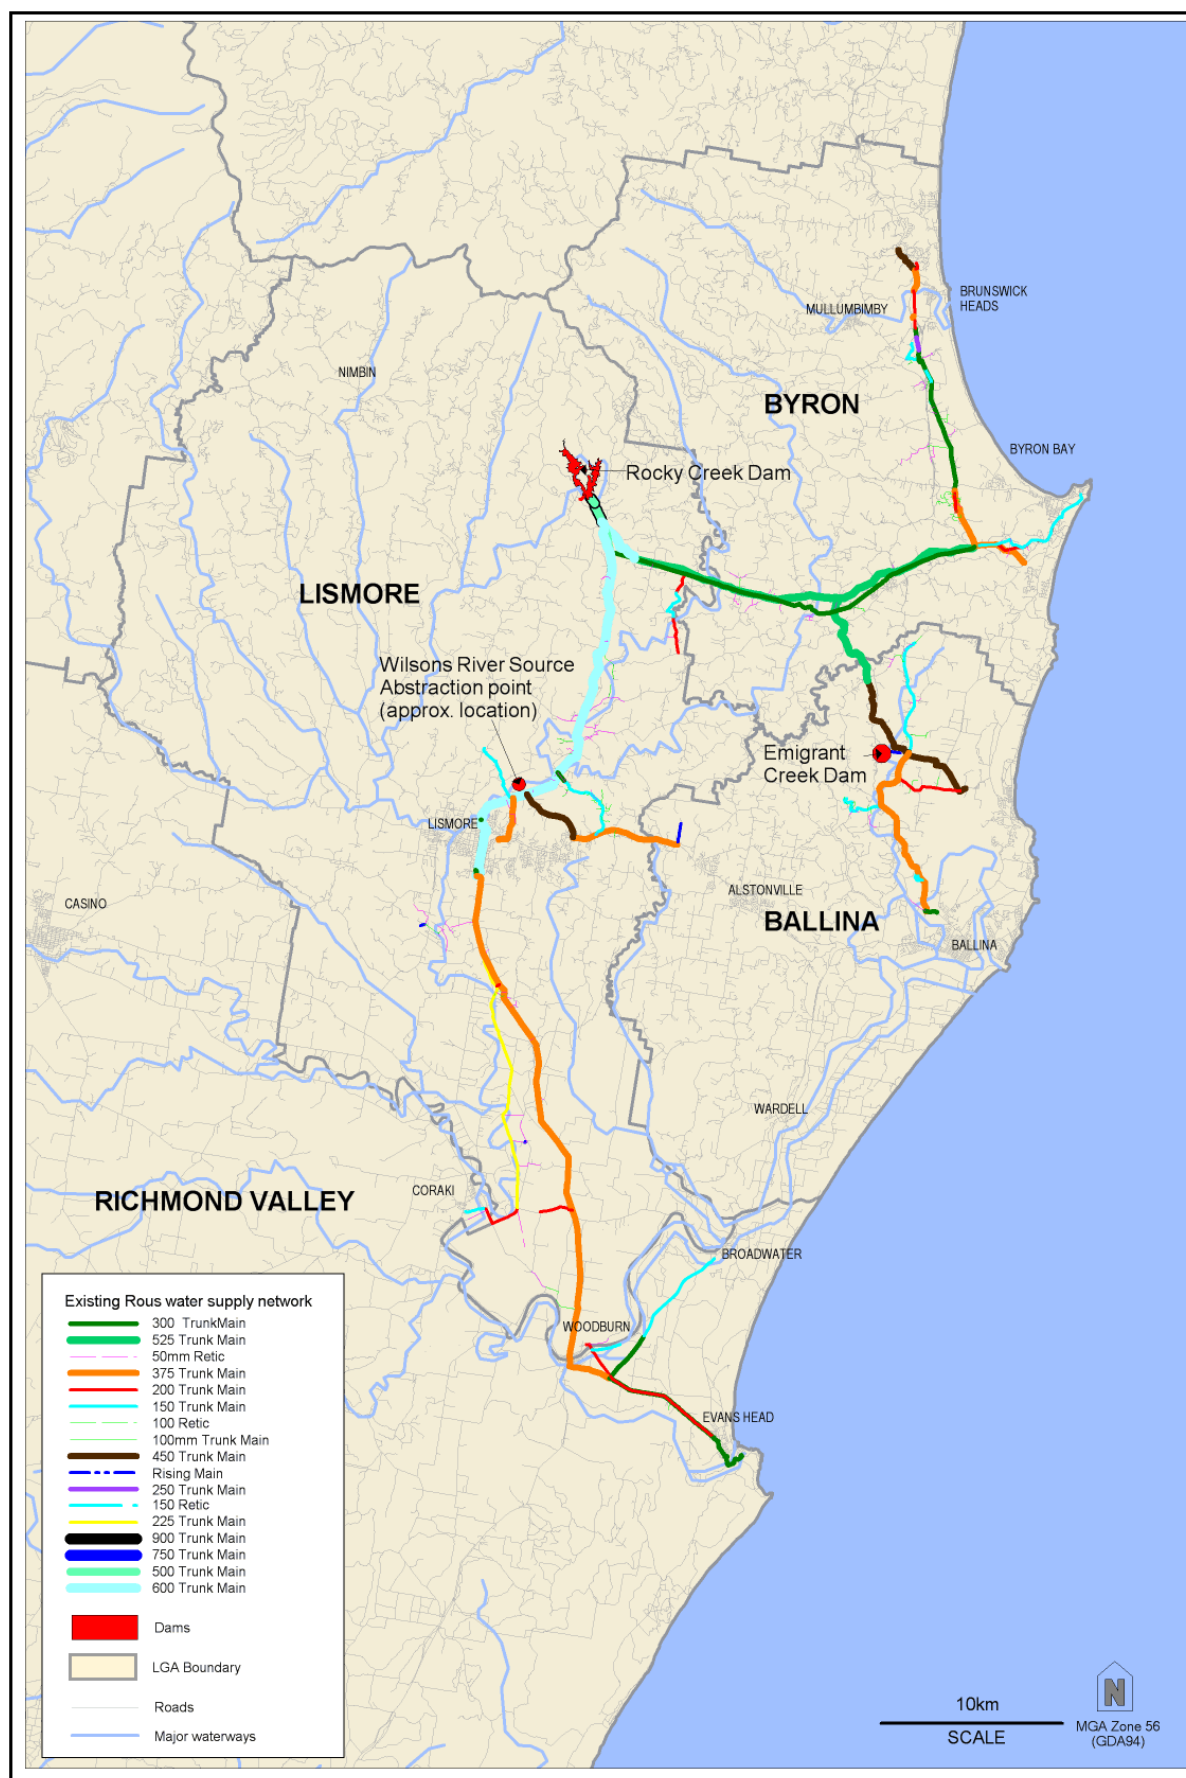 BRUNSWICK
HEADS
MULLUMBIMBY
NIMBIN
BYRON
BYRON BAY
Rocky Creek Dam
LISMORE
Wilsons River Source
Abstraction point
(approx. location)
Emigrant
Creek Dam
LISMORE
ALSTONVILLE
CASINO
BALLINA
BALLINA
WARDELL
CORAKI
RICHMOND VALLEY
BROADWATER
WOODBURN
EVANS HEAD
Existing Rous water supply network
300 TrunkMain
525 Trunk Main
50mm Retic
375 Trunk Main
200 Trunk Main
150 Trunk Main
100 Retic
100mm Trunk Main
450 Trunk Main
Rising Main
250 Trunk Main
150 Retic
225 Trunk Main
900 Trunk Main
750 Trunk Main
500 Trunk Main
600 Trunk Main
Dams
LGA Boundary
Roads
Major waterways
10km
SCALE
N
MGA Zone 56
(GDA94)